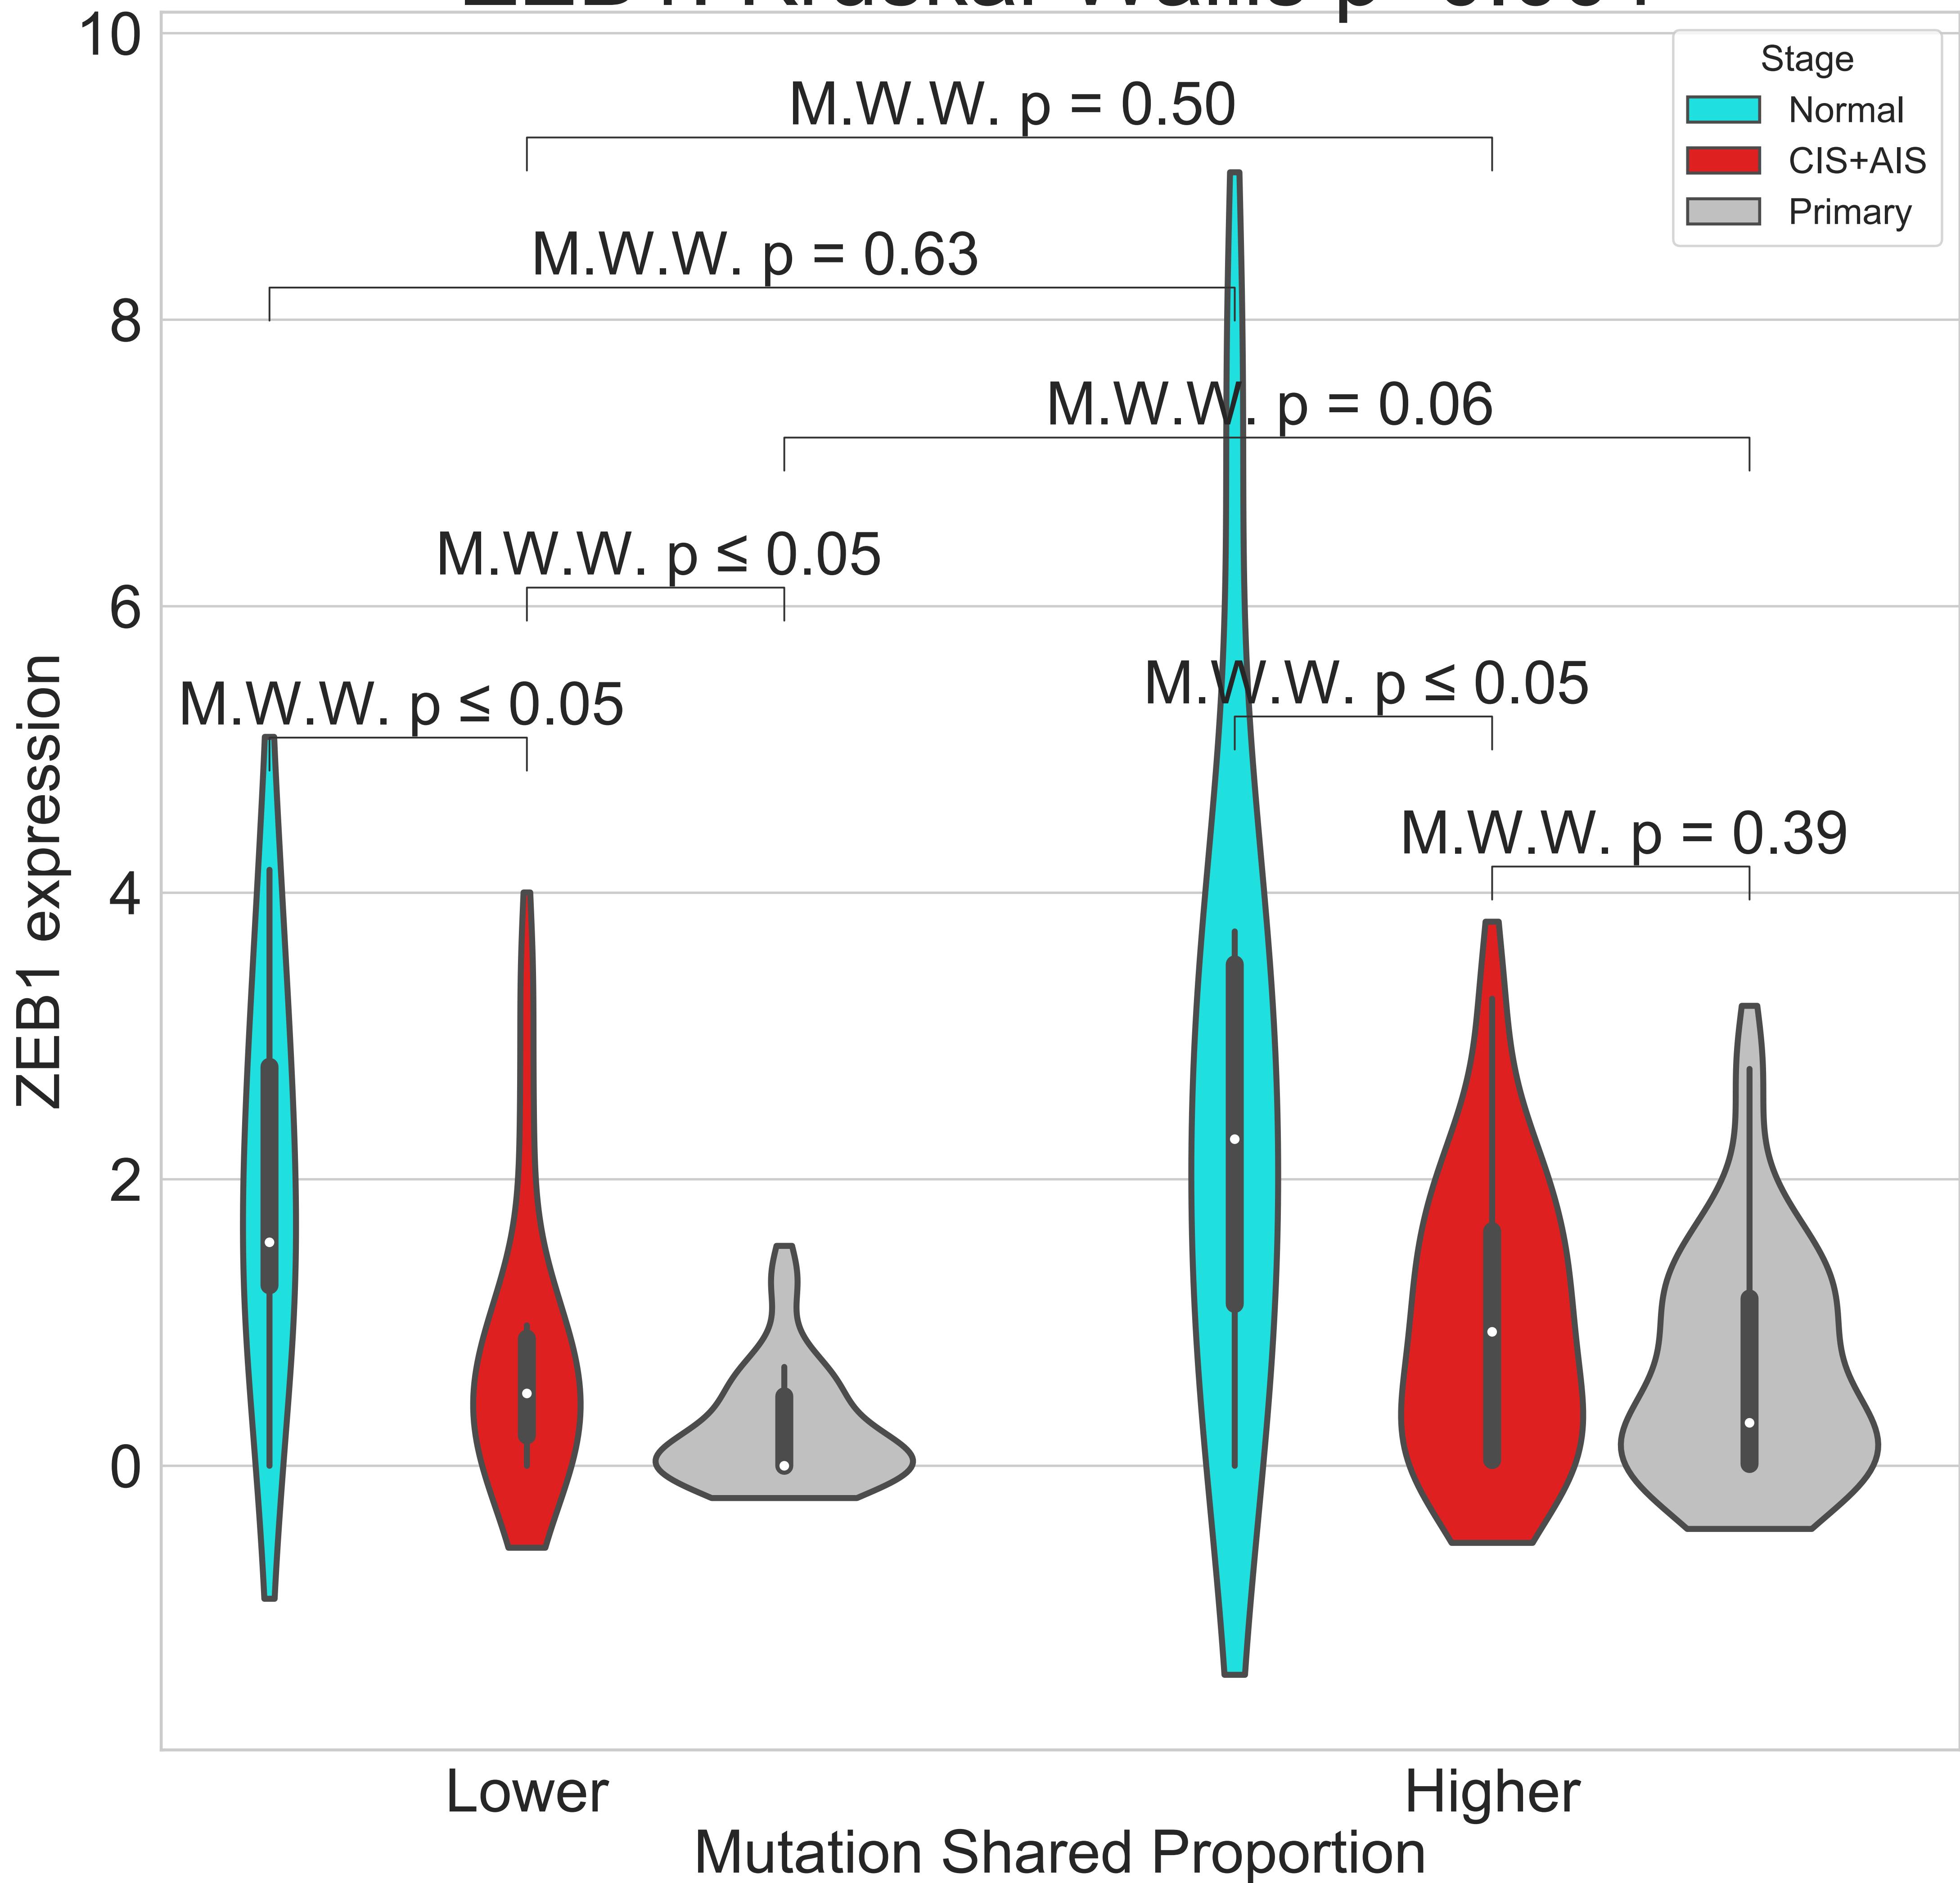 10
Stage
Normal
CIS+AIS
Primary
M.W.W. p = 0.50
M.W.W. p = 0.63
8
M.W.W. p = 0.06
M.W.W. p ≤ 0.05
6
M.W.W. p ≤ 0.05
M.W.W. p ≤ 0.05
M.W.W. p = 0.39
4
ZEB1 expression
2
0
Lower
Higher
Mutation Shared Proportion